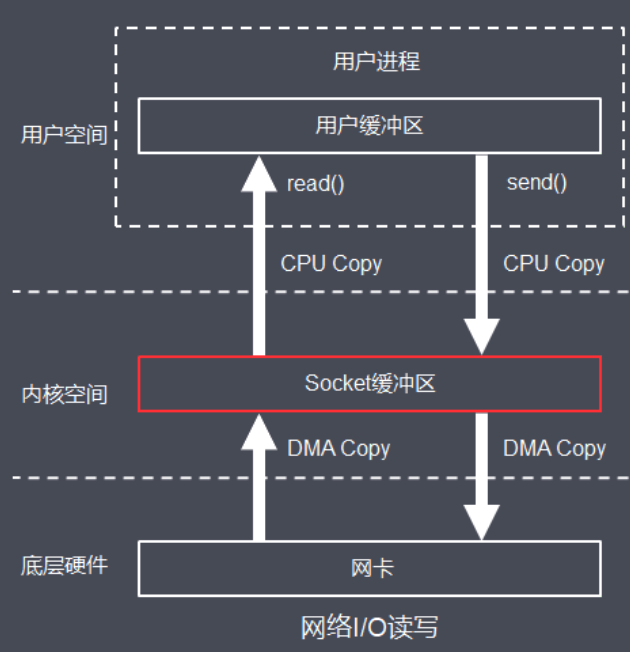 用户进程
用户空间
用户缓冲区
read()
send()
CPU Copy
CPU Copy
内核空间
Socket缓冲区
DMA Copy
DMA Copy
底层硬件
网卡
网络I/O读写